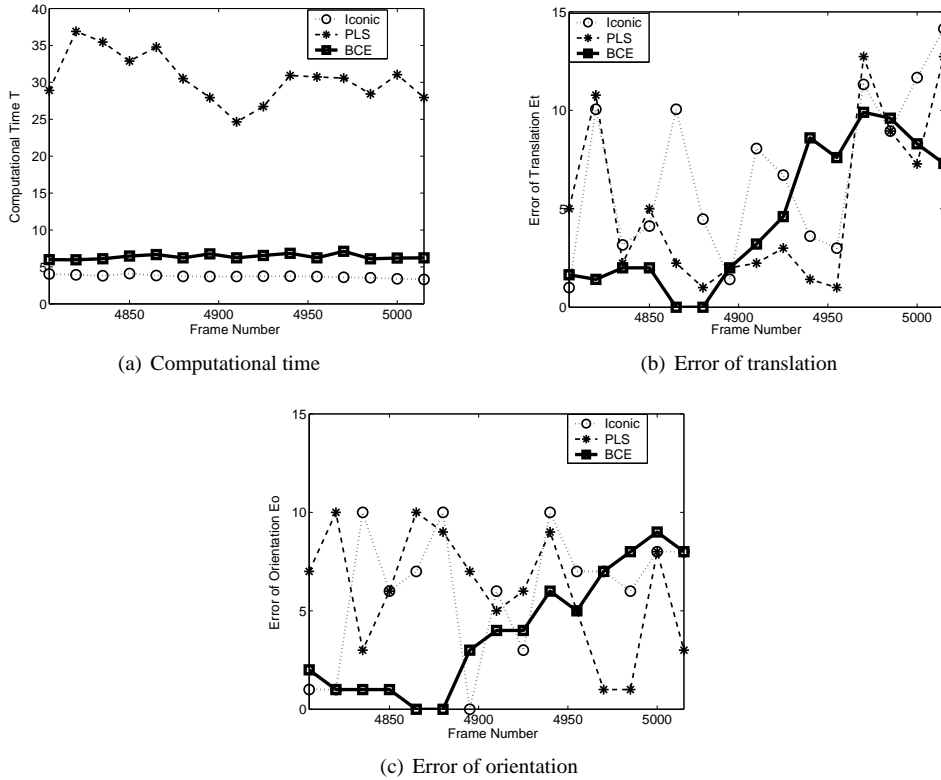 40
35
30
25
20
15
10
5
0
Computational Time T
Iconic
PLS
BCE
4850 4900 4950 5000
Frame Number
(a) Computational time
15
10
5
0
Error of Translation Et
Iconic
PLS
BCE
4850 4900 4950 5000
Frame Number
(b) Error of translation
15
10
5
0
Error of Orientation Eo
Iconic
PLS
BCE
4850 4900 4950 5000
Frame Number
(c) Error of orientation